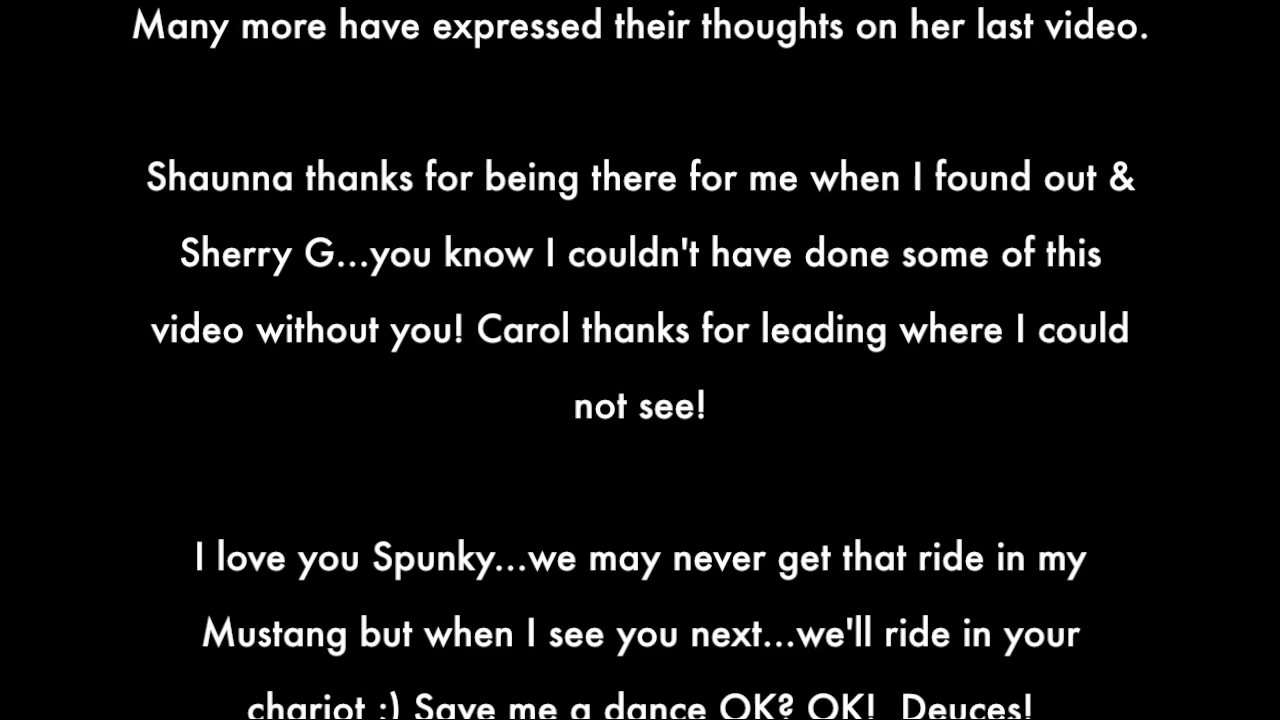 Many more have expressed their thoughts on her last video.
Shaunna thanks for being there for me when I found out &
Sherry G...you know I couldn't have done some of this
video without you! Carol thanks for leading where I could
not see!
I love you Spunky...we may never get that ride in my
Mustang but when I see you next...we'll ride in your
chariot :) Save me a dance OK? OK!  Deuces!